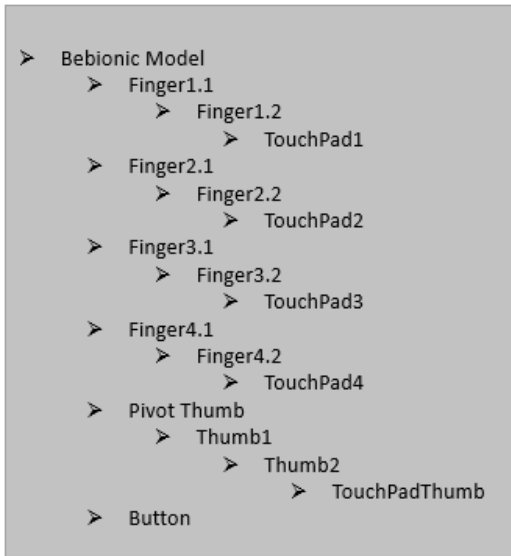 Bebionic Model
Finger1.1
Finger1.2
TouchPad1
Finger2.1
Finger2.2
TouchPad2
Finger3.1
Finger3.2
TouchPad3
Finger4.1
Finger4.2
TouchPad4
Pivot Thumb
Thumb1
Thumb2
TouchPadThumb
Button